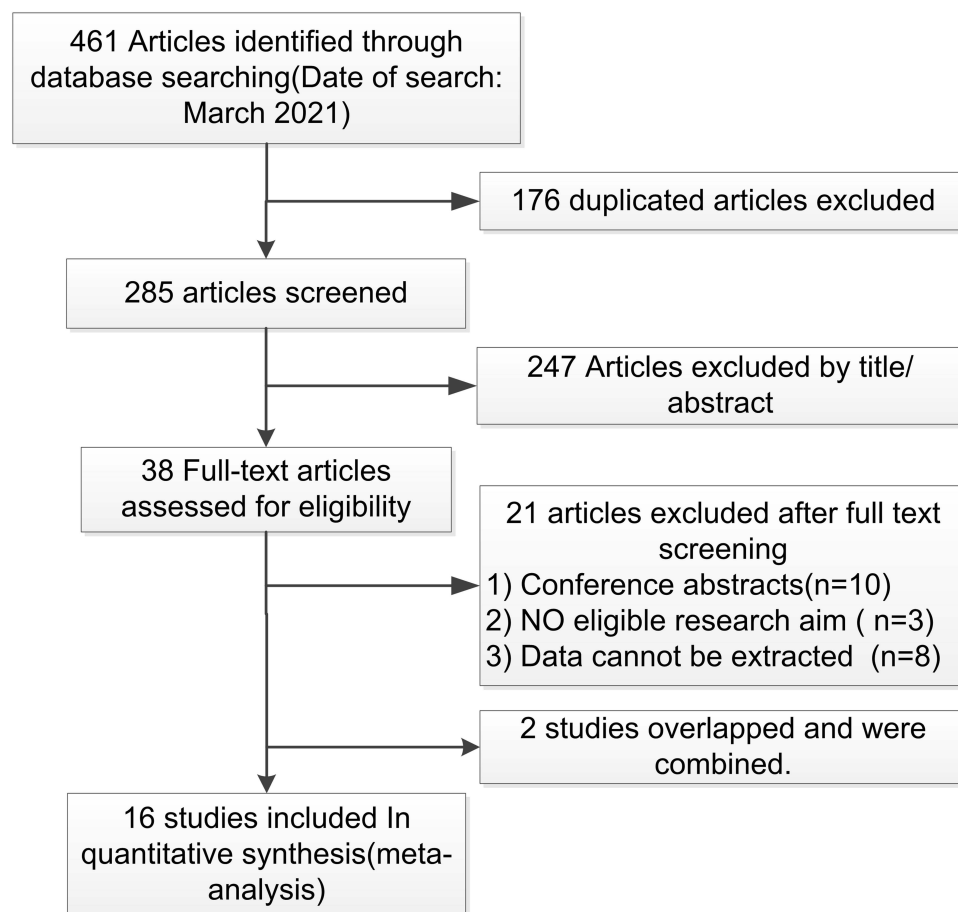 461 Articles identified through
database searching(Date of search:
March 2021)
176 duplicated articles excluded
285 articles screened
247 Articles excluded by title/
abstract
38 Full-text articles
assessed for eligibility
21 articles excluded after full text
screening
1) Conference abstracts(n=10)
2) NO eligible research aim ( n=3)
3) Data cannot be extracted  (n=8)
2 studies overlapped and were
combined.
16 studies included In
quantitative synthesis(meta-
analysis)